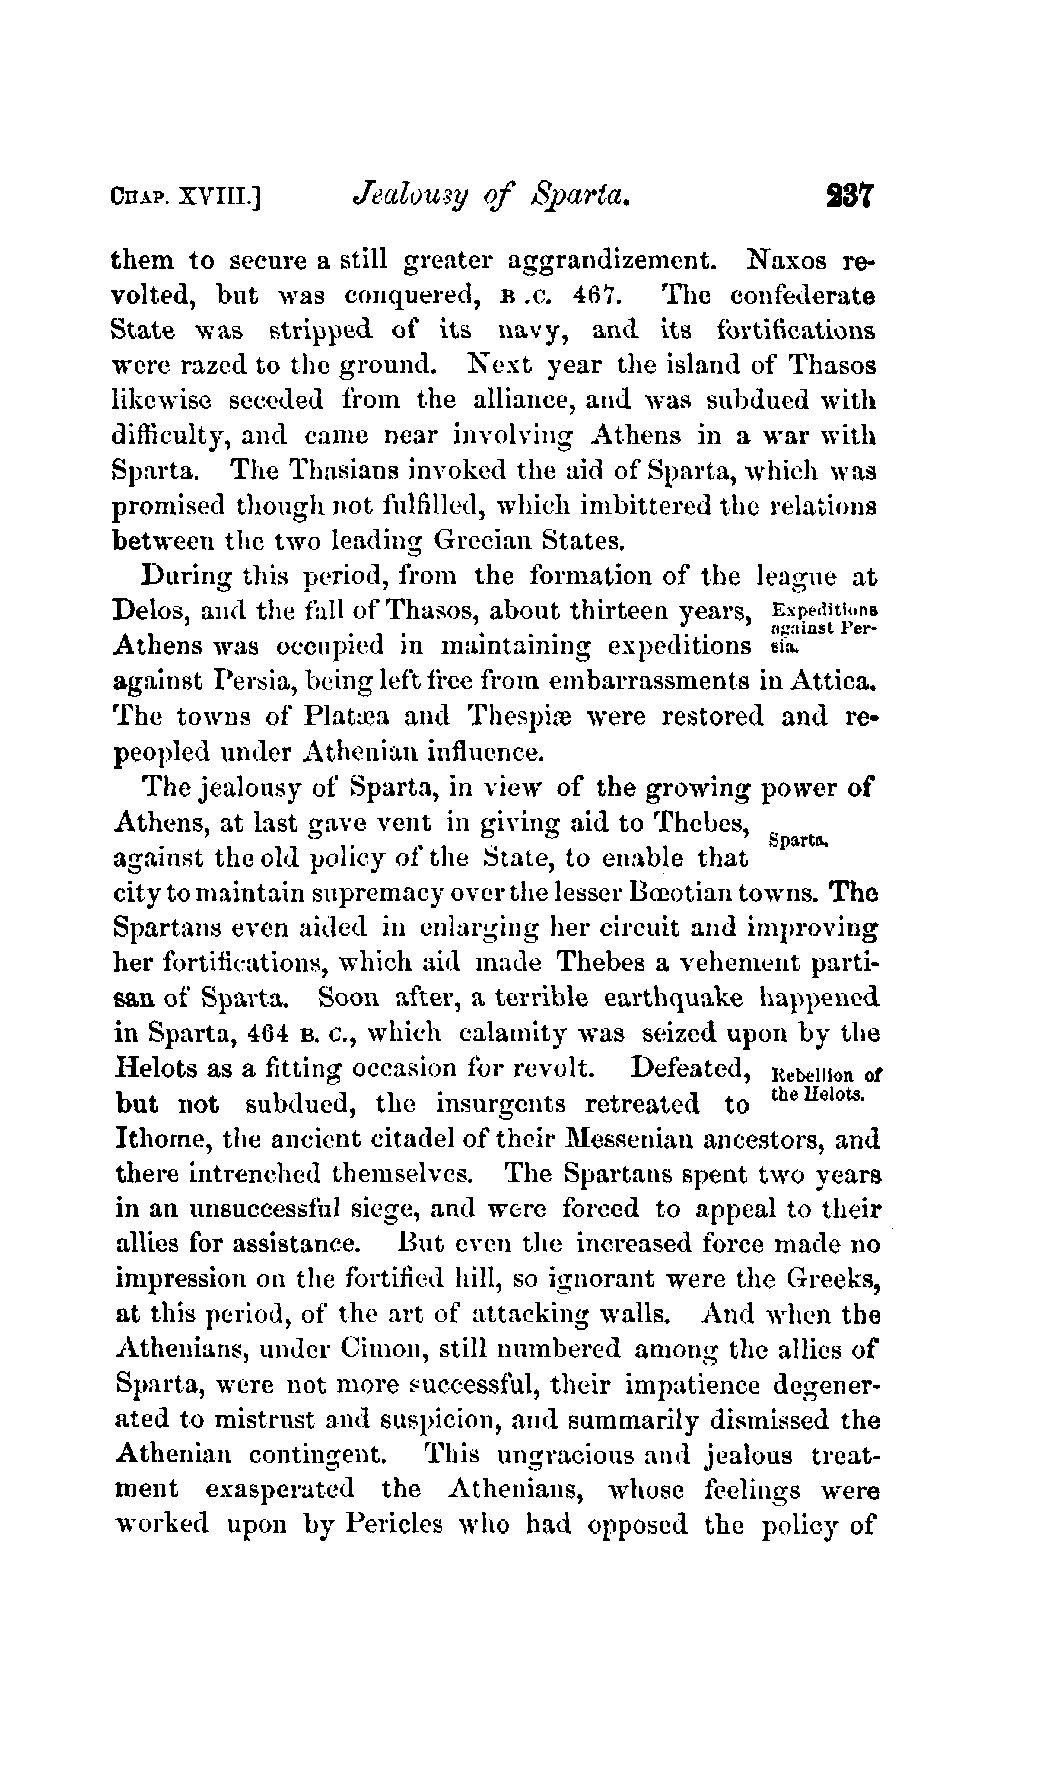 CHAP. XVIII.] Jealousy of Sparta. 237
them to secure a still greater aggrandizement. Naxos re-
volted, but was conquered, B .C. 467. The confederate
State was stripped of its navy, and its fortifications
were razed to the ground. Next year the island of Thasos
likewise seceded from the alliance, and was subdued with
difficulty, and came near involving Athens in a war with
Sparta. The Thasians invoked the aid of Sparta, which was
promised though not fulfilled, which imbittered the relations
between the two leading Grecian States.
During this period, from the formation of the league at
Delos, and the fall of Thasos, about thirteen years,
Athens was occupied in maintaining expeditions
Expeditions
against Per-
sia.
against Persia, being left free from embarrassments in Attica.
The towns of Platæa and Thespiæ were restored and re-
peopled under Athenian influence.
The jealousy of Sparta, in view of the growing power of
Athens, at last gave vent in giving aid to Thebes,
against the old policy of the State, to enable that
Sparta.
city to maintain supremacy over the lesser Bœotian towns. The
Spartans even aided in enlarging her circuit and improving
her fortifications, which aid made Thebes a vehement parti-
san of Sparta. Soon after, a terrible earthquake happened
in Sparta, 464 B. C., which calamity was seized upon by the
Helots as a fitting occasion for revolt. Defeated,
but not subdued, the insurgents retreated to
Rebellion of
the Helots.
Ithome, the ancient citadel of their Messenian ancestors, and
there intrenched themselves. The Spartans spent two years
in an unsuccessful siege, and were forced to appeal to their
allies for assistance. But even the increased force made no
impression on the fortified hill, so ignorant were the Greeks,
at this period, of the art of attacking walls. And when the
Athenians, under Cimon, still numbered among the allies of
Sparta, were not more successful, their impatience degener-
ated to mistrust and suspicion, and summarily dismissed the
Athenian contingent. This ungracious and jealous treat-
ment exasperated the Athenians, whose feelings were
worked upon by Pericles who had opposed the policy of